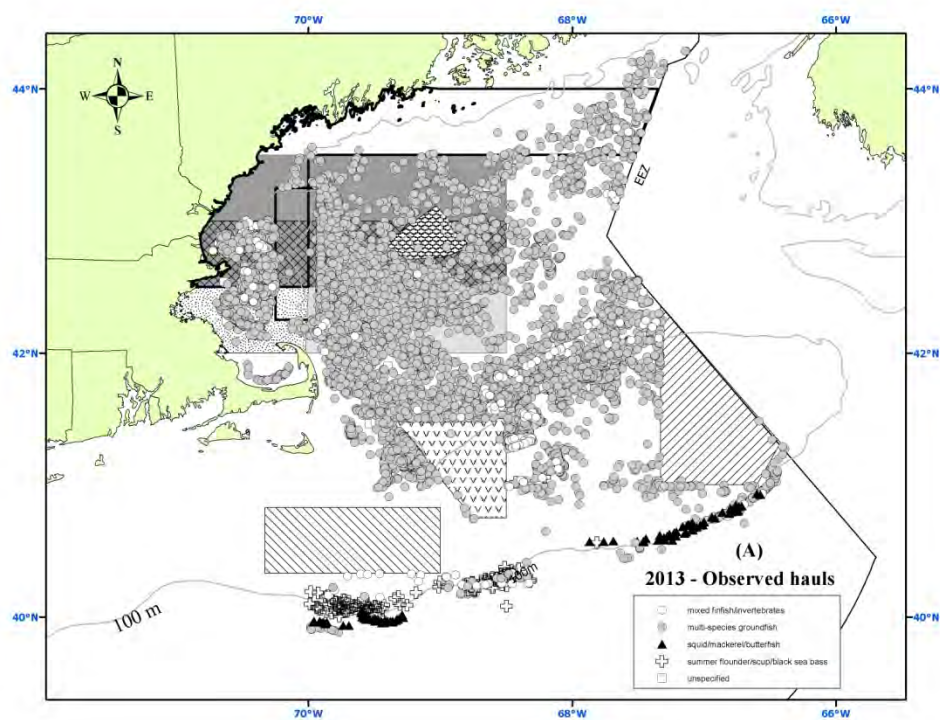 70°W 68°W 66°W
N
W E
S
44°N 44°N
EEZ
42°N 42°N
(A)
2013 - Observed hauls
100m
100 m
mixed finfish/invertebrates
multi-species groundfish
squid/mackerel/butterfish
summer flounder/scup/black sea bass
unspecified
40°N 40°N
70°W 68°W 66°W